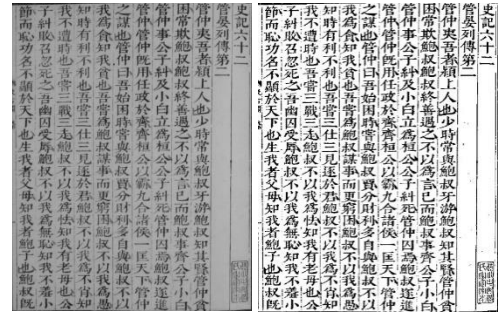 史記六十二
管晏列傳第二
管仲夷吾者潁上人也少時常與鮑叔牙游鮑叔知其賢管仲貧
困常欺鮑叔鮑叔終善遇之不以爲言已而鮑叔事齊公子小白
管仲事公子糾及小白立爲桓公公子糾死管仲囚焉鮑叔遂進
管仲管仲旣用任政於齊齊桓公以霸九合諸侯一匡天下管仲
之謀也管仲曰吾始困時嘗與鮑叔賈分財利多自與鮑叔不以
我爲貪知我貧也吾嘗爲鮑叔謀事而更窮困鮑叔不以我爲愚
知時有利不利也吾嘗三仕三見逐於君鮑叔不以我爲不肖知
我不遭時也吾嘗三戰三走鮑叔不以我爲怯知我有老母也公
子糾敗召忽死之吾幽囚受辱鮑叔不以我爲無恥知我不羞小
節而恥功名不顯於天下也生我者父母知我者鮑子也鮑
史記六十二
管晏列傳第二
管仲夷吾者潁上人也少時常與鮑叔牙游鮑叔知其賢管仲貧
困常欺鮑叔鮑叔終善遇之不以爲言已而鮑叔事齊公子小白
管仲事公子糾及小白立爲桓公公子糾死管仲囚焉鮑叔遂進
管仲管仲旣用任政於齊齊桓公以霸九合諸侯一匡天下管仲
之謀也管仲曰吾始困時嘗與鮑叔賈分財利多自與鮑叔不以
我爲貪知我貧也吾嘗爲鮑叔謀事而更窮困鮑叔不以我爲愚
知時有利不利也吾嘗三仕三見逐於君鮑叔不以我爲不肖知
我不遭時也吾嘗三戰三走鮑叔不以我爲怯知我有老母也公
子糾敗召忽死之吾幽囚受辱鮑叔不以我爲無恥知我不羞小
節而恥功名不顯於天下也生我者父母知我者鮑子也鮑